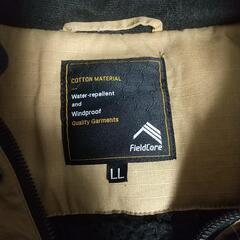 COTTON MATERIAL
Water-repellent
and
Windproof
Quality Garments
FieldCore
LL